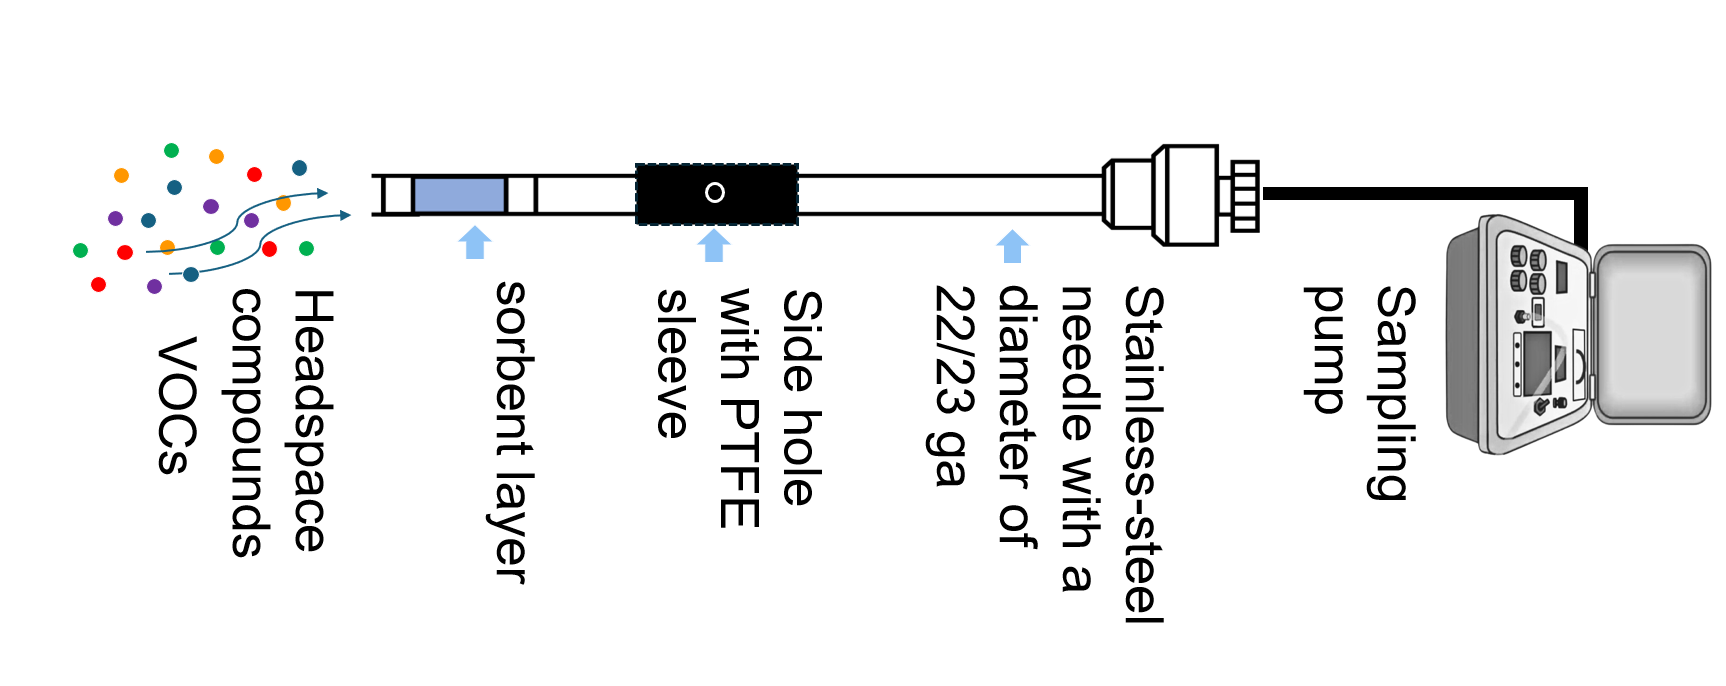 Headspace
compounds
VOCs
sorbent layer
Side hole
with PTFE
sleeve
Stainless-steel
needle with a
diameter of
22/23 ga
Sampling
pump